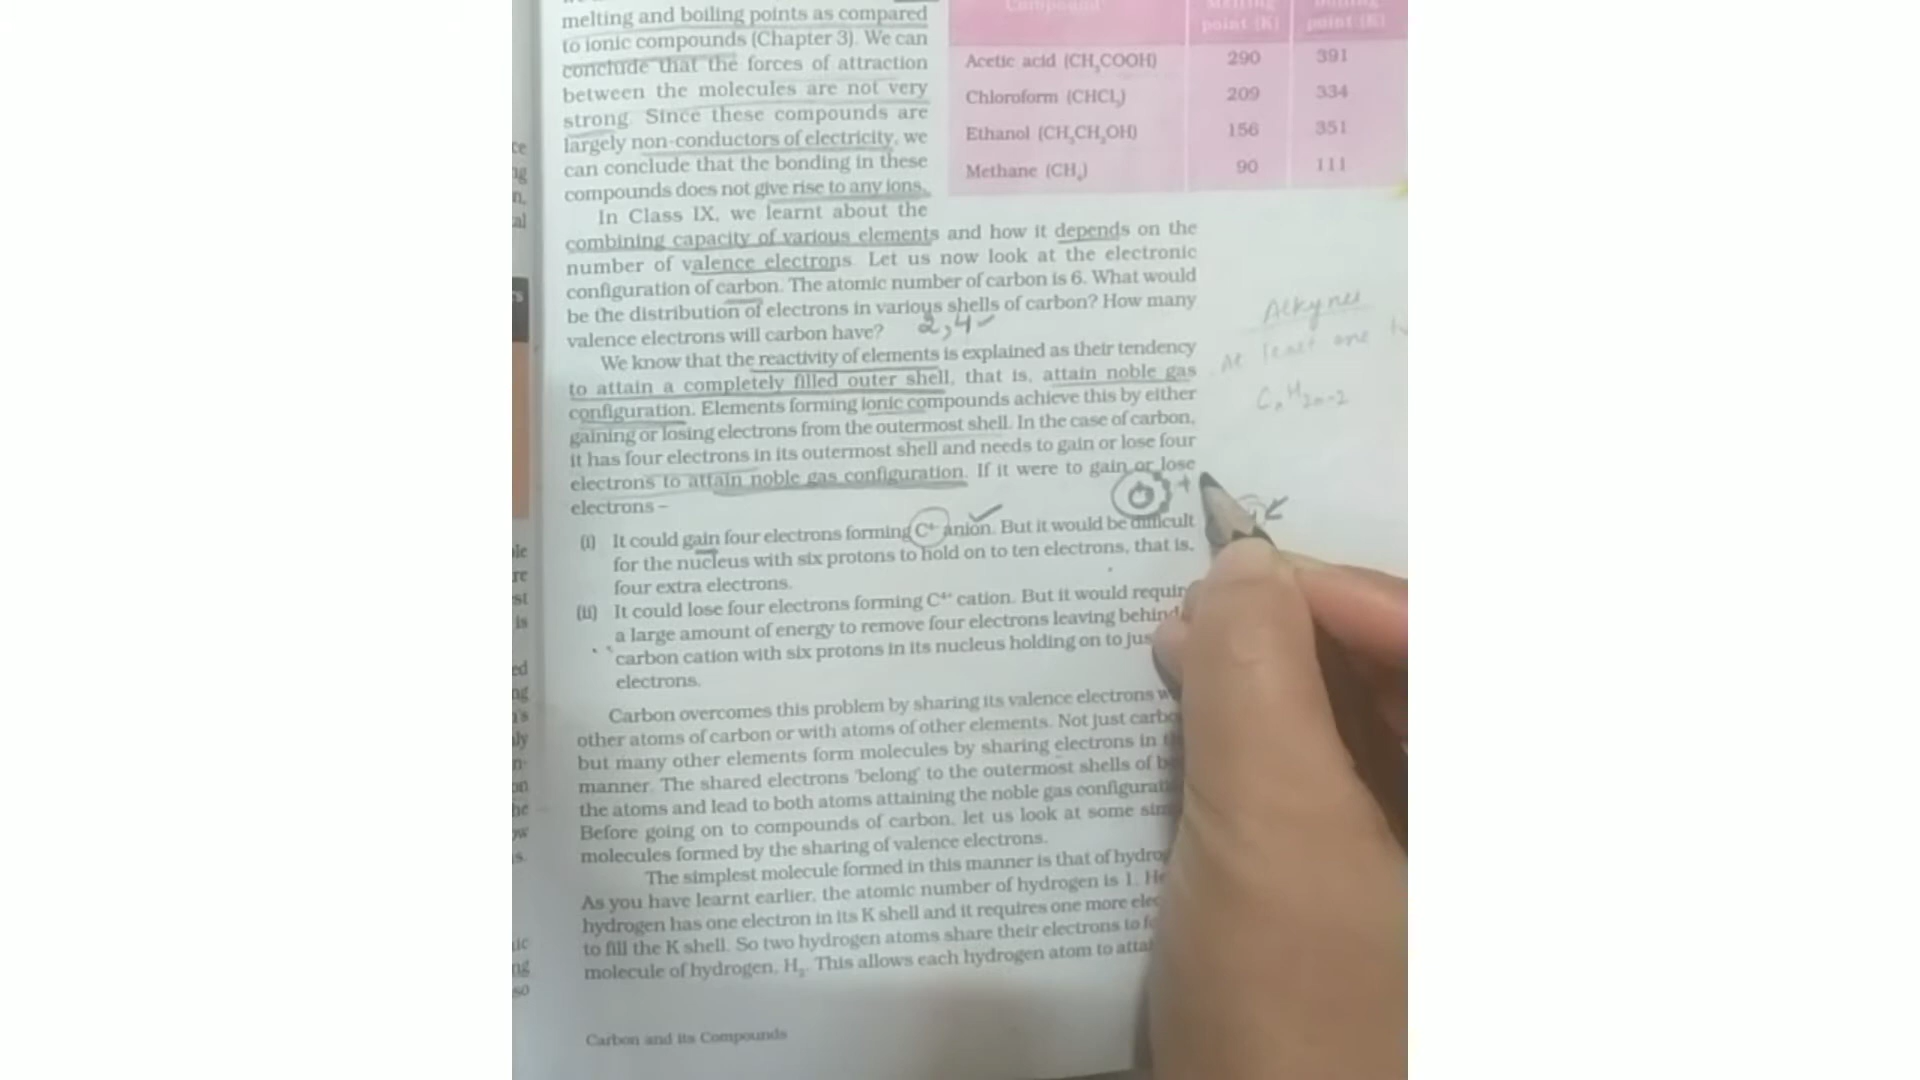 melting and boiling points as compared
to ionic compounds (Chapter 3). We can
conclude that the forces of attraction
between the molecules are not very
strong. Since these compounds are
largely non-conductors of electricity, we
can conclude that the bonding in these
compounds does not give rise to any ions.
Compound Melting point (K) Boiling point (K)
Acetic acid (CH₃COOH) 290 391
Chloroform (CHCl₃) 209 334
Ethanol (CH₃CH₂OH) 156 351
Methane (CH₄) 90 111
In Class IX, we learnt about the
combining capacity of various elements and how it depends on the
number of valence electrons. Let us now look at the electronic
configuration of carbon. The atomic number of carbon is 6. What would
be the distribution of electrons in various shells of carbon? How many
valence electrons will carbon have? 2,4
We know that the reactivity of elements is explained as their tendency
to attain a completely filled outer shell, that is, attain noble gas
configuration. Elements forming ionic compounds achieve this by either
gaining or losing electrons from the outermost shell. In the case of carbon,
it has four electrons in its outermost shell and needs to gain or lose four
electrons to attain noble gas configuration. If it were to gain or lose
electrons –
(i) It could gain four electrons forming C⁴⁻ anion. But it would be difficult
for the nucleus with six protons to hold on to ten electrons, that is,
four extra electrons.
(ii) It could lose four electrons forming C⁴⁺ cation. But it would requir
a large amount of energy to remove four electrons leaving behind
carbon cation with six protons in its nucleus holding on to jus
electrons.
Carbon overcomes this problem by sharing its valence electrons w
other atoms of carbon or with atoms of other elements. Not just carbo
but many other elements form molecules by sharing electrons in t
manner. The shared electrons 'belong' to the outermost shells of b
the atoms and lead to both atoms attaining the noble gas configurati
Before going on to compounds of carbon, let us look at some sim
molecules formed by the sharing of valence electrons.
The simplest molecule formed in this manner is that of hydrog
As you have learnt earlier, the atomic number of hydrogen is 1. He
hydrogen has one electron in its K shell and it requires one more elec
to fill the K shell. So two hydrogen atoms share their electrons to fo
molecule of hydrogen, H₂. This allows each hydrogen atom to attai
Carbon and its Compounds
Alkynes
At least one
CₙH₂ₙ₋₂